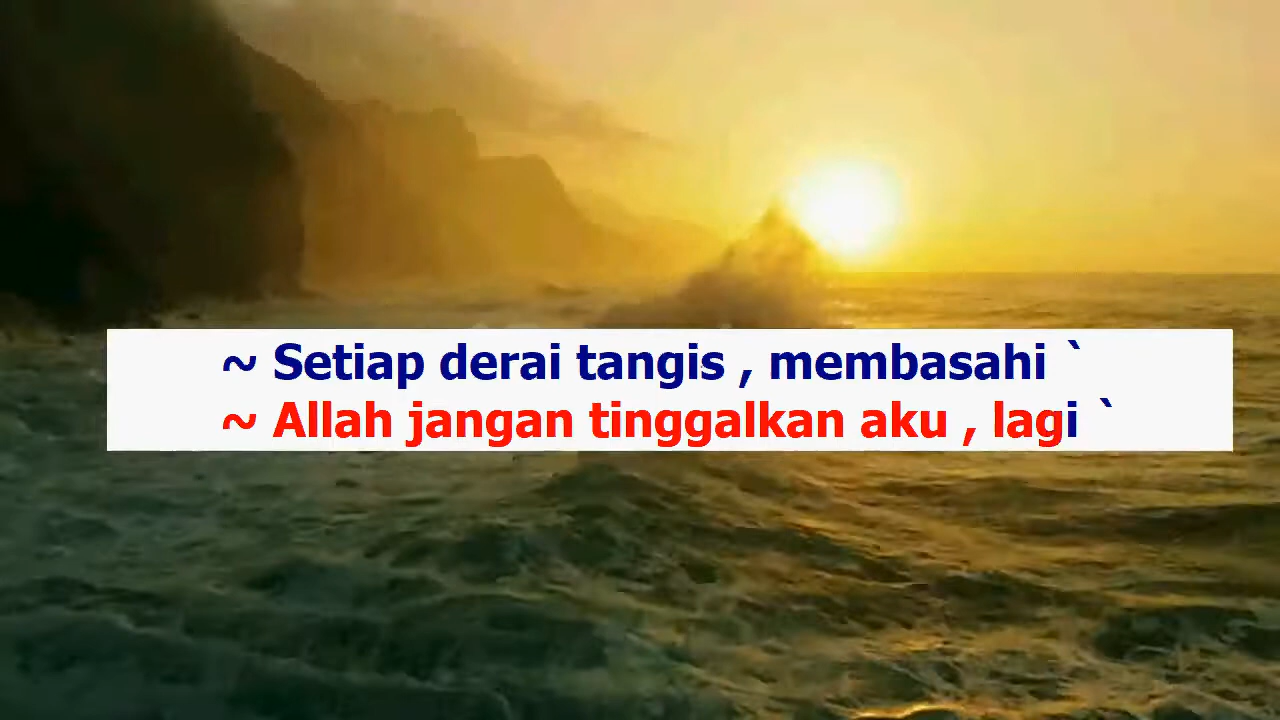 ~ Setiap derai tangis , membasahi `
~ Allah jangan tinggalkan aku , lagi `